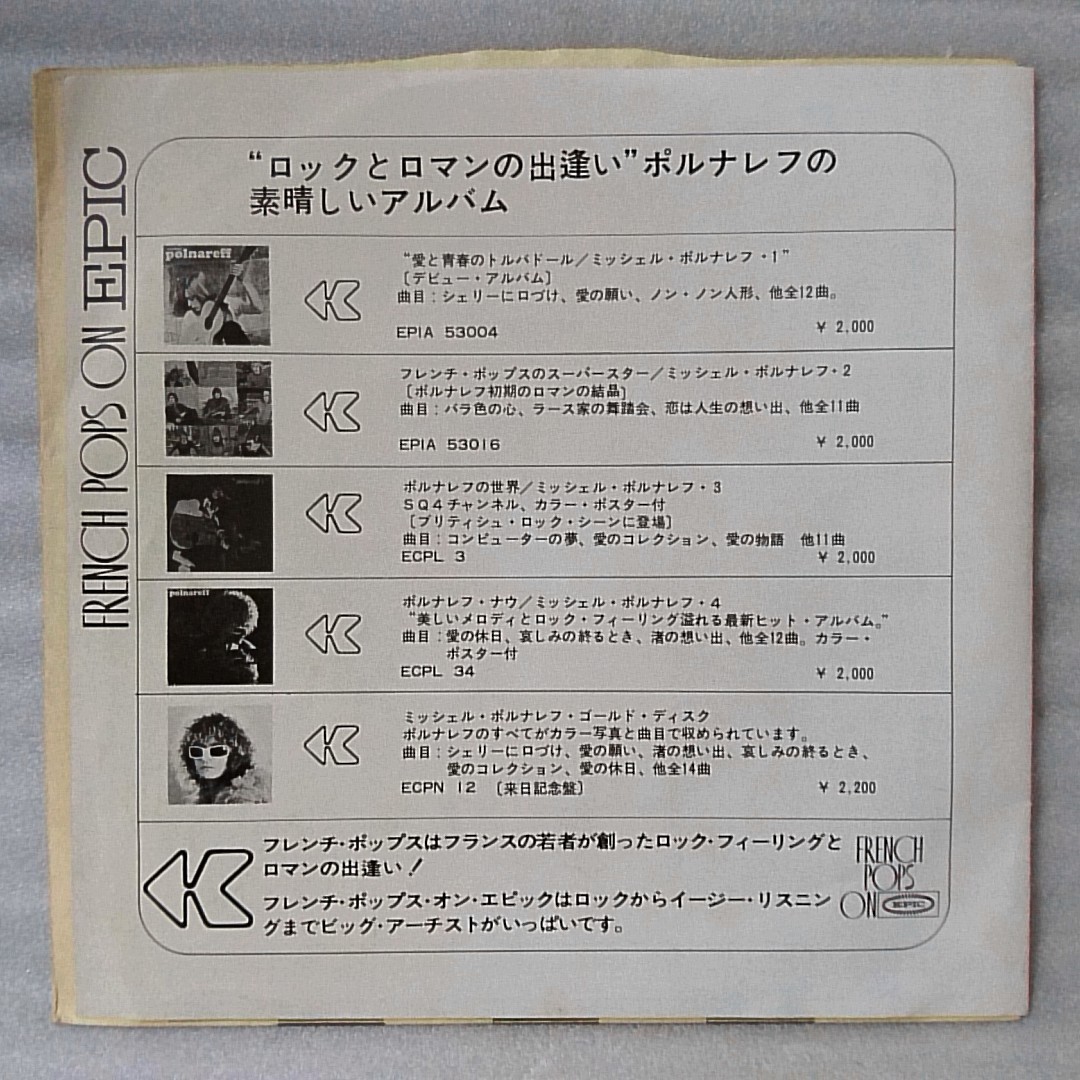 FRENCH POPS ON EPIC
“ロックとロマンの出逢い”ポルナレフの
素晴しいアルバム
polnareff
“愛と青春のトルバドール／ミッシェル・ポルナレフ・1”
〔デビュー・アルバム〕
曲目：シェリーに口づけ、愛の願い、ノン・ノン人形、他全12曲。
EPIA 53004
¥ 2,000
フレンチ・ポップスのスーパースター／ミッシェル・ポルナレフ・2
〔ポルナレフ初期のロマンの結晶〕
曲目：バラ色の心、ラース家の舞踏会、恋は人生の想い出、他全11曲
EPIA 53016
¥ 2,000
ポルナレフの世界／ミッシェル・ポルナレフ・3
SQ4チャンネル、カラー・ポスター付
〔ブリティシュ・ロック・シーンに登場〕
曲目：コンピューターの夢、愛のコレクション、愛の物語 他11曲
ECPL 3
¥ 2,000
polnareff
ポルナレフ・ナウ／ミッシェル・ポルナレフ・4
“美しいメロディとロック・フィーリング溢れる最新ヒット・アルバム。”
曲目：愛の休日、哀しみの終るとき、渚の想い出、他全12曲。カラー・
ポスター付
ECPL 34
¥ 2,000
ミッシェル・ポルナレフ・ゴールド・ディスク
ポルナレフのすべてがカラー写真と曲目で収められています。
曲目：シェリーに口づけ、愛の願い、渚の想い出、哀しみの終るとき、
愛のコレクション、愛の休日、他全14曲
ECPN 12 〔来日記念盤〕
¥ 2,200
フレンチ・ポップスはフランスの若者が創ったロック・フィーリングと
ロマンの出逢い！
フレンチ・ポップス・オン・エピックはロックからイージー・リスニン
グまでビッグ・アーチストがいっぱいです。
FRENCH
POPS
ON EPIC